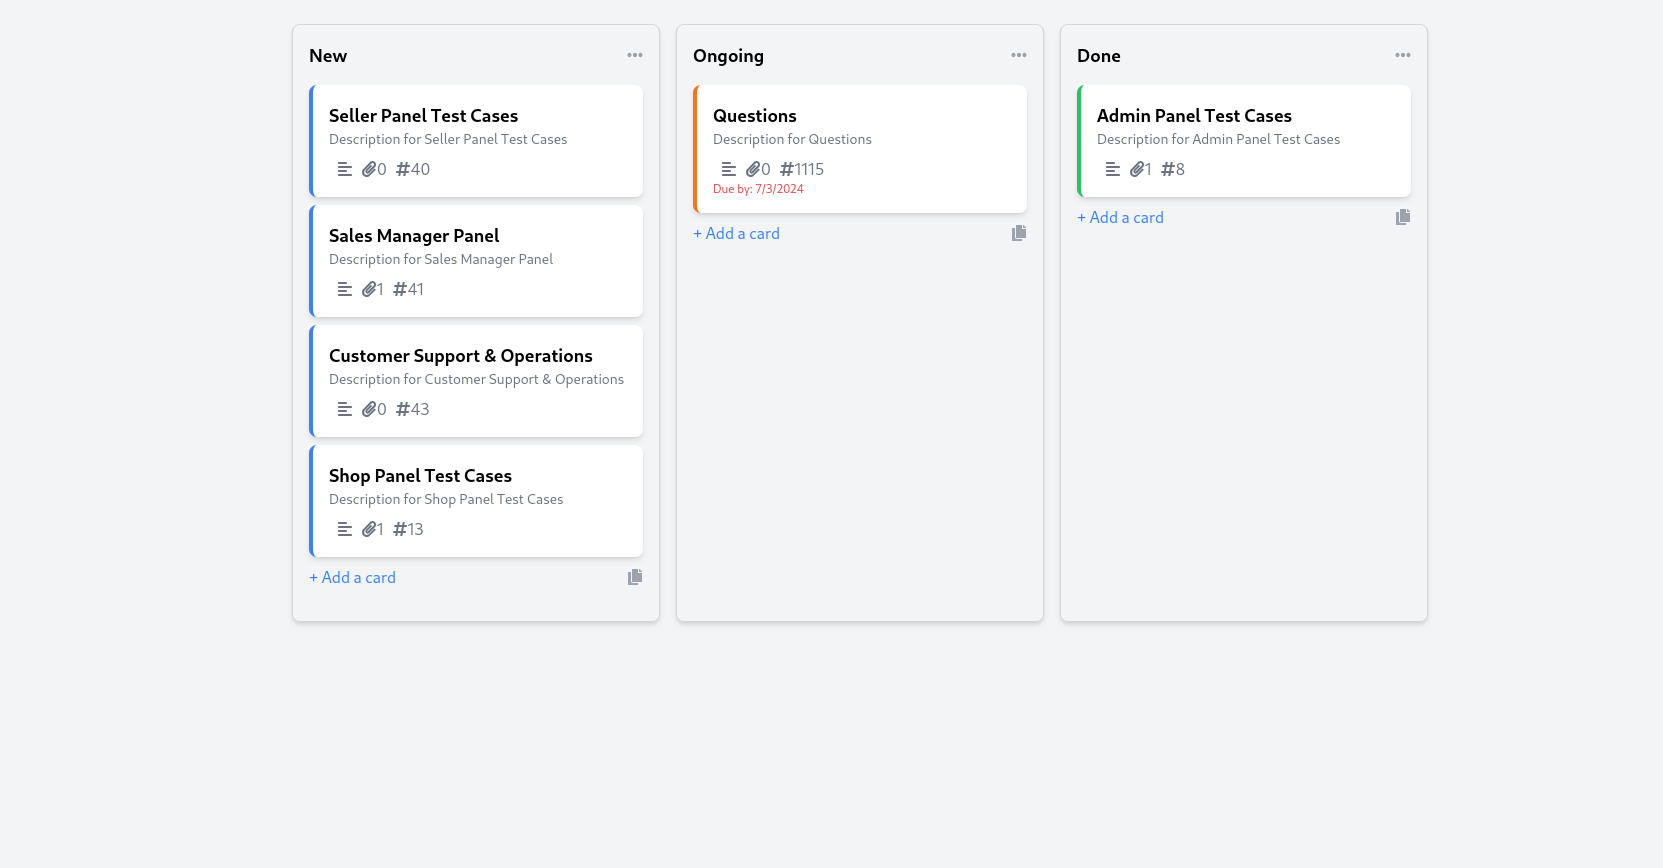 New
Seller Panel Test Cases
Description for Seller Panel Test Cases
0 #40
Sales Manager Panel
Description for Sales Manager Panel
1 #41
Customer Support & Operations
Description for Customer Support & Operations
0 #43
Shop Panel Test Cases
Description for Shop Panel Test Cases
1 #13
+ Add a card
Ongoing
Questions
Description for Questions
0 #1115
Due by: 7/3/2024
+ Add a card
Done
Admin Panel Test Cases
Description for Admin Panel Test Cases
1 #8
+ Add a card